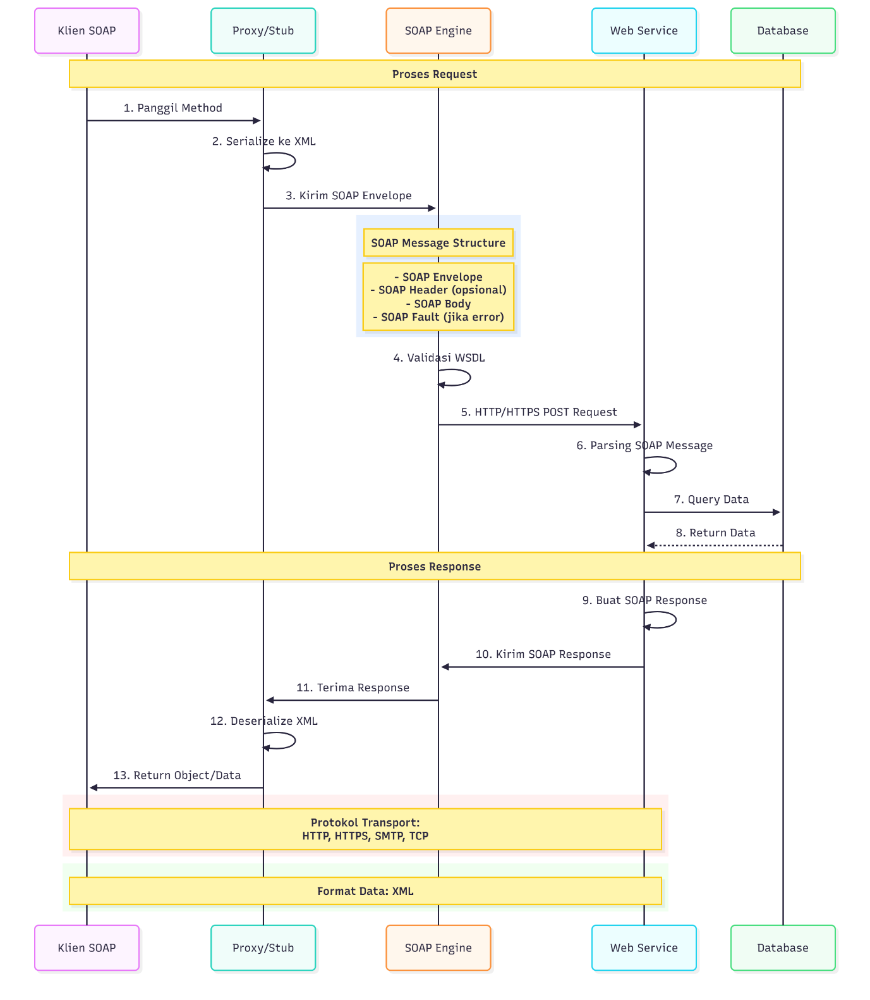 Klien SOAP
Proxy/Stub
SOAP Engine
Web Service
Database
Proses Request
1. Panggil Method
2. Serialize ke XML
3. Kirim SOAP Envelope
SOAP Message Structure
- SOAP Envelope
- SOAP Header (opsional)
- SOAP Body
- SOAP Fault (jika error)
4. Validasi WSDL
5. HTTP/HTTPS POST Request
6. Parsing SOAP Message
7. Query Data
8. Return Data
Proses Response
9. Buat SOAP Response
10. Kirim SOAP Response
11. Terima Response
12. Deserialize XML
13. Return Object/Data
Protokol Transport:
HTTP, HTTPS, SMTP, TCP
Format Data: XML
Klien SOAP
Proxy/Stub
SOAP Engine
Web Service
Database